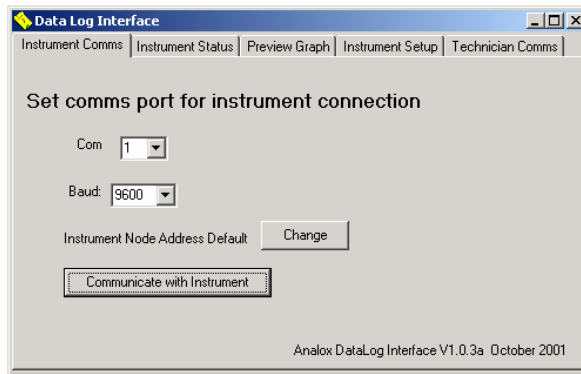 Data Log Interface
Instrument Comms Instrument Status Preview Graph Instrument Setup Technician Comms
Set comms port for instrument connection
Com 1
Baud: 9600
Instrument Node Address Default Change
Communicate with Instrument
Analox DataLog Interface V1.0.3a October 2001